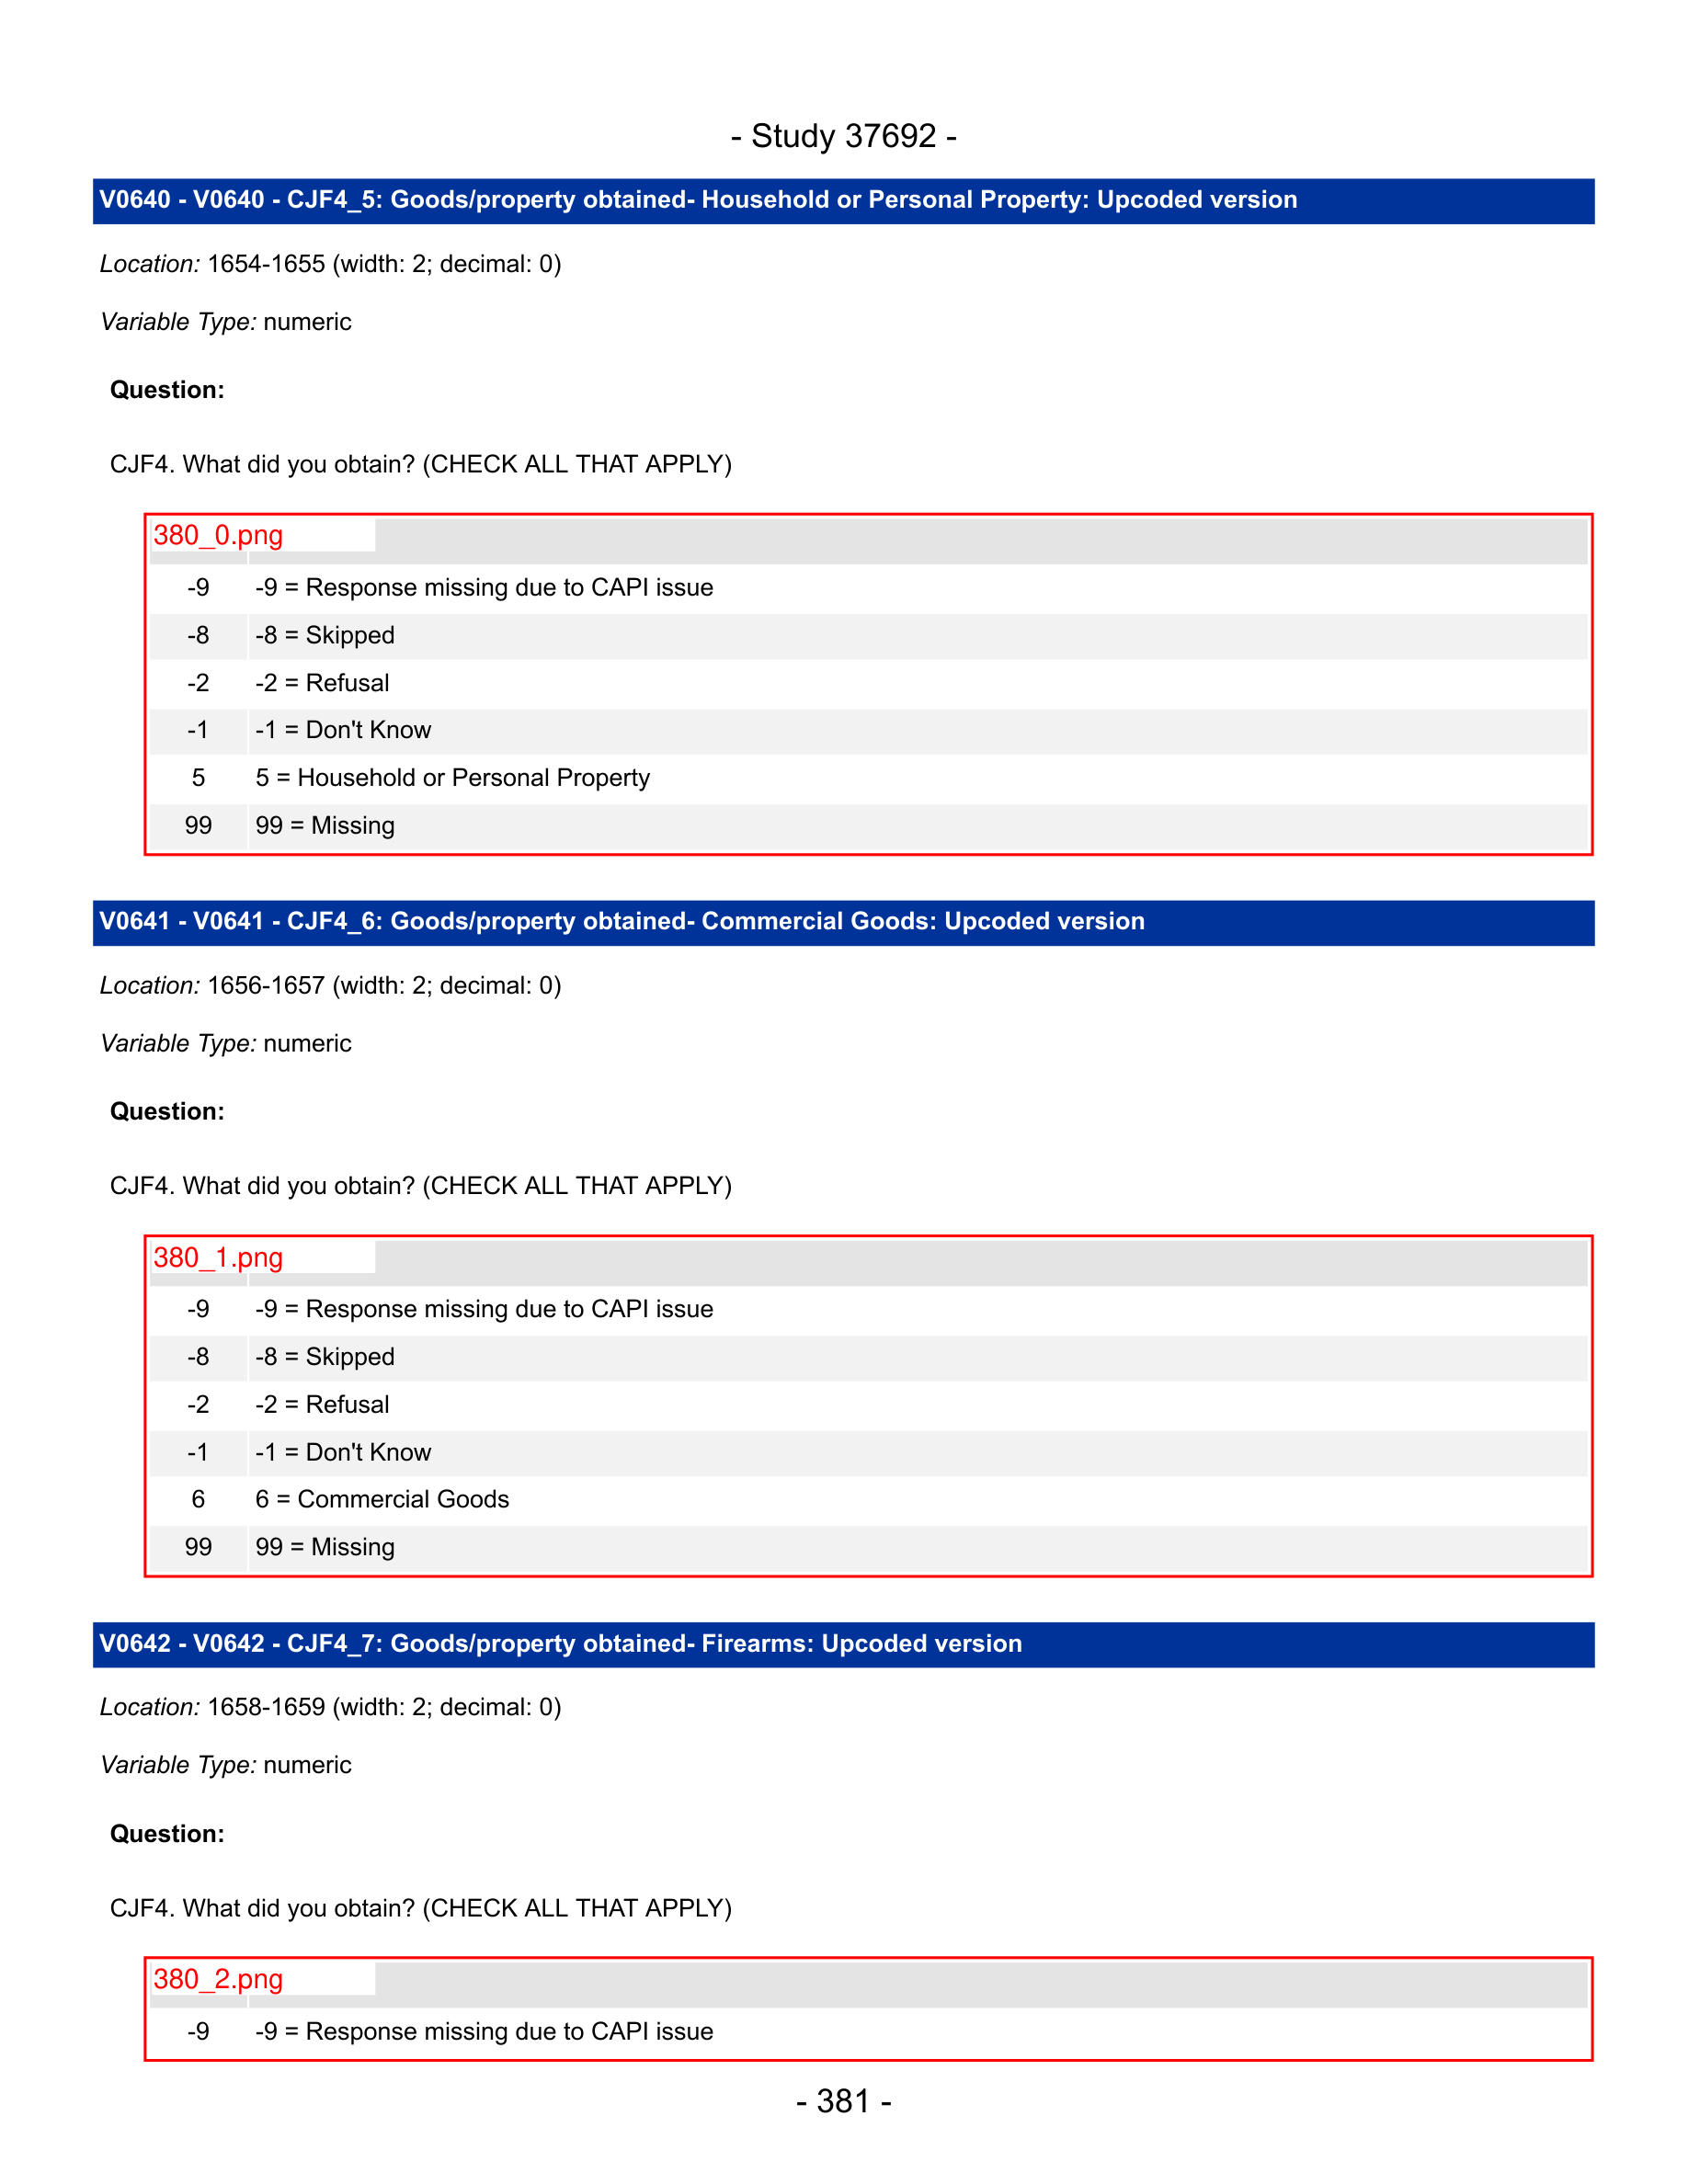 - Study 37692 -
V0640 - V0640 - CJF4_5: Goods/property obtained- Household or Personal Property: Upcoded version
Location: 1654-1655 (width: 2; decimal: 0)
Variable Type: numeric
Question:
CJF4. What did you obtain? (CHECK ALL THAT APPLY)
380_0.png
-9 -9 = Response missing due to CAPI issue
-8 -8 = Skipped
-2 -2 = Refusal
-1 -1 = Don't Know
5 5 = Household or Personal Property
99 99 = Missing
V0641 - V0641 - CJF4_6: Goods/property obtained- Commercial Goods: Upcoded version
Location: 1656-1657 (width: 2; decimal: 0)
Variable Type: numeric
Question:
CJF4. What did you obtain? (CHECK ALL THAT APPLY)
380_1.png
-9 -9 = Response missing due to CAPI issue
-8 -8 = Skipped
-2 -2 = Refusal
-1 -1 = Don't Know
6 6 = Commercial Goods
99 99 = Missing
V0642 - V0642 - CJF4_7: Goods/property obtained- Firearms: Upcoded version
Location: 1658-1659 (width: 2; decimal: 0)
Variable Type: numeric
Question:
CJF4. What did you obtain? (CHECK ALL THAT APPLY)
380_2.png
-9 -9 = Response missing due to CAPI issue
- 381 -